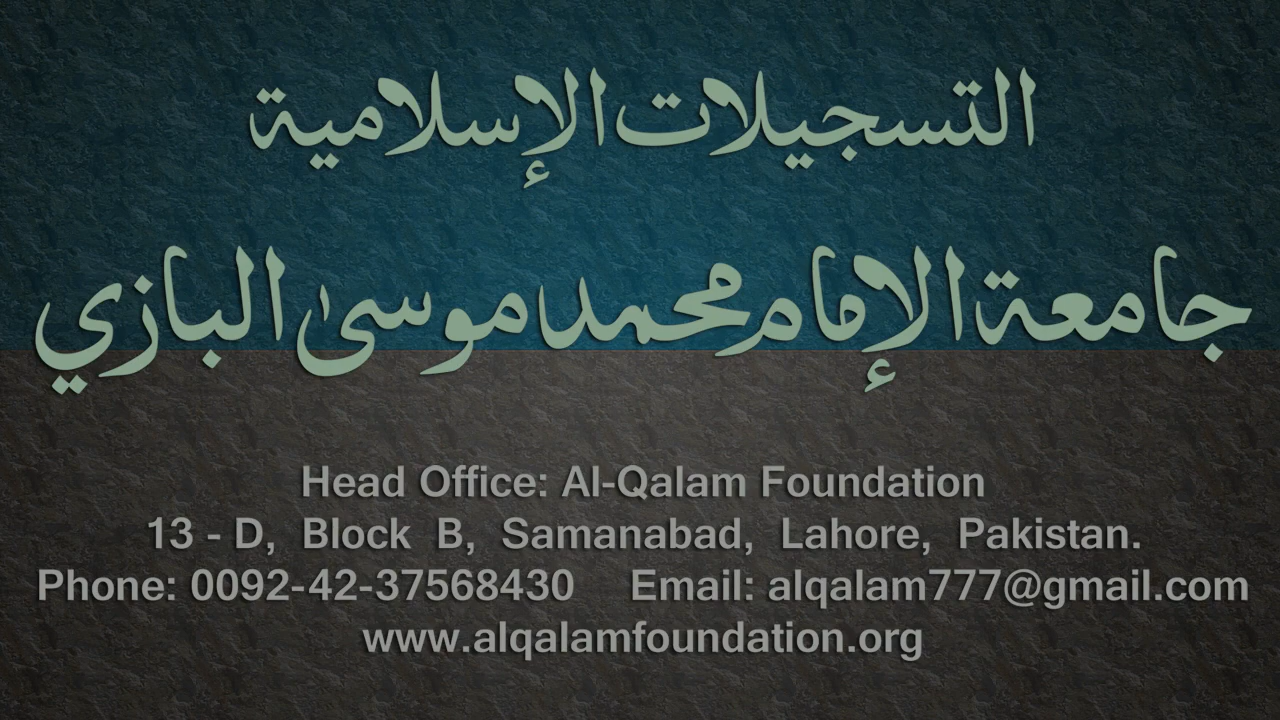 التسجيلات الإسلامية
جامعة الإمام محمد موسىٰ البازي
Head Office: Al-Qalam Foundation
13 - D, Block B, Samanabad, Lahore, Pakistan.
Phone: 0092-42-37568430 Email: alqalam777@gmail.com
www.alqalamfoundation.org